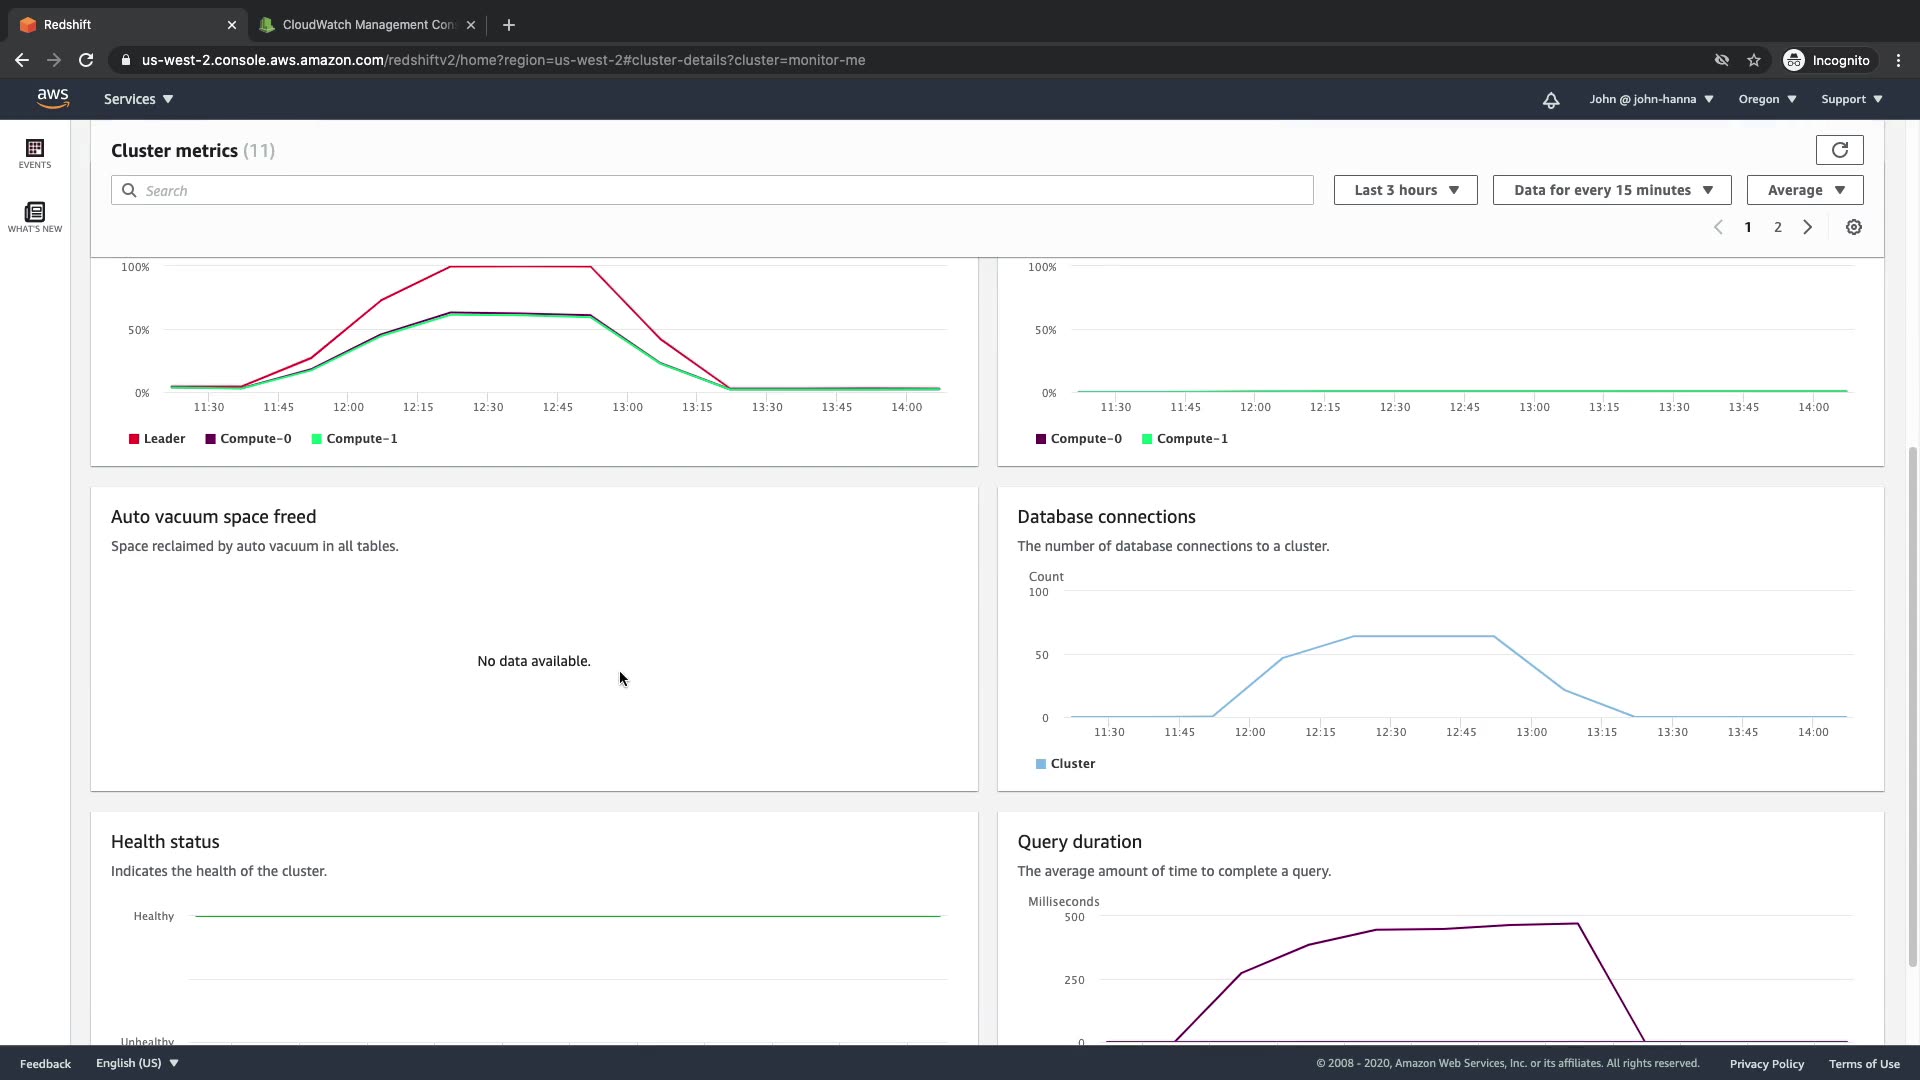 Redshift
CloudWatch Management Con
us-west-2.console.aws.amazon.com/redshiftv2/home?region=us-west-2#cluster-details?cluster=monitor-me
Incognito
aws
Services
John @ john-hanna
Oregon
Support
EVENTS
WHAT'S NEW
Cluster metrics (11)
Search
Last 3 hours
Data for every 15 minutes
Average
1 2
100%
50%
0%
11:30 11:45 12:00 12:15 12:30 12:45 13:00 13:15 13:30 13:45 14:00
Leader Compute-0 Compute-1
100%
50%
0%
11:30 11:45 12:00 12:15 12:30 12:45 13:00 13:15 13:30 13:45 14:00
Compute-0 Compute-1
Auto vacuum space freed
Space reclaimed by auto vacuum in all tables.
No data available.
Database connections
The number of database connections to a cluster.
Count
100
50
0
11:30 11:45 12:00 12:15 12:30 12:45 13:00 13:15 13:30 13:45 14:00
Cluster
Health status
Indicates the health of the cluster.
Healthy
Unhealthy
Query duration
The average amount of time to complete a query.
Milliseconds
500
250
0
Feedback
English (US)
© 2008 - 2020, Amazon Web Services, Inc. or its affiliates. All rights reserved.
Privacy Policy
Terms of Use